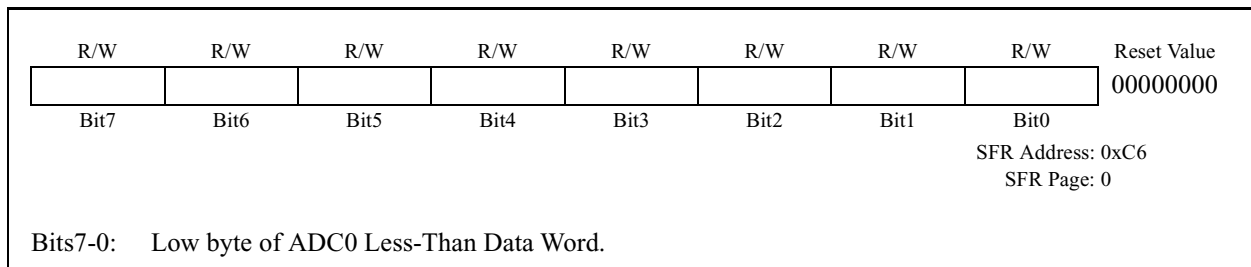 R/W R/W R/W R/W R/W R/W R/W R/W Reset Value
00000000
Bit7 Bit6 Bit5 Bit4 Bit3 Bit2 Bit1 Bit0
SFR Address: 0xC6
SFR Page: 0
Bits7-0: Low byte of ADC0 Less-Than Data Word.